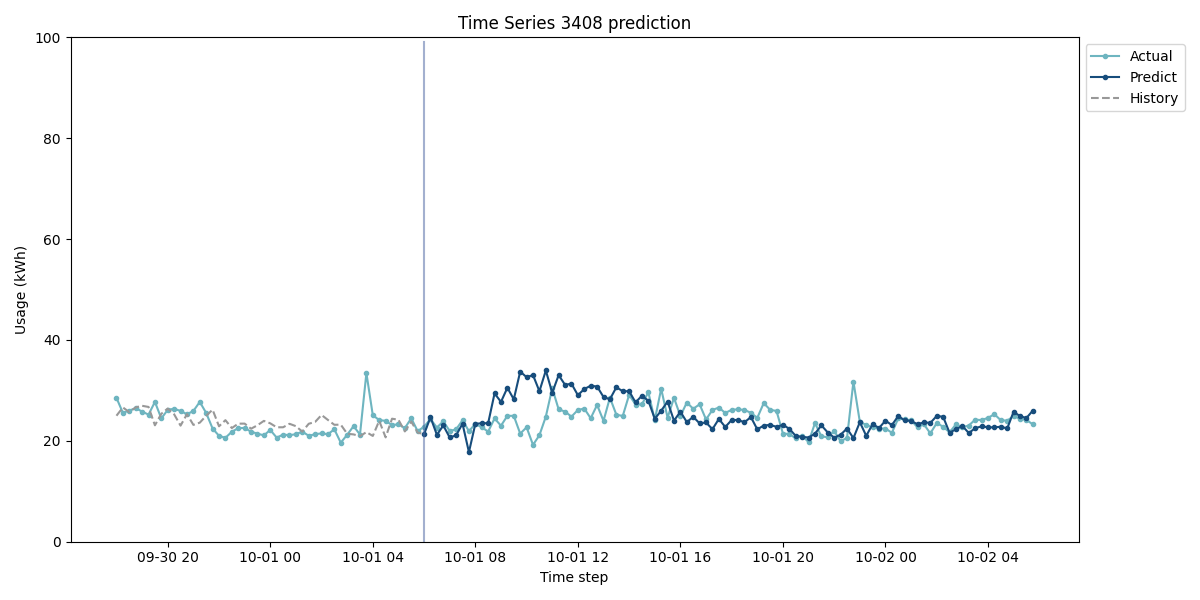 Time Series 3408 prediction
100
80
60
40
20
0
Usage (kWh)
09-30 20
10-01 00
10-01 04
10-01 08
10-01 12
10-01 16
10-01 20
10-02 00
10-02 04
Time step
Actual
Predict
History